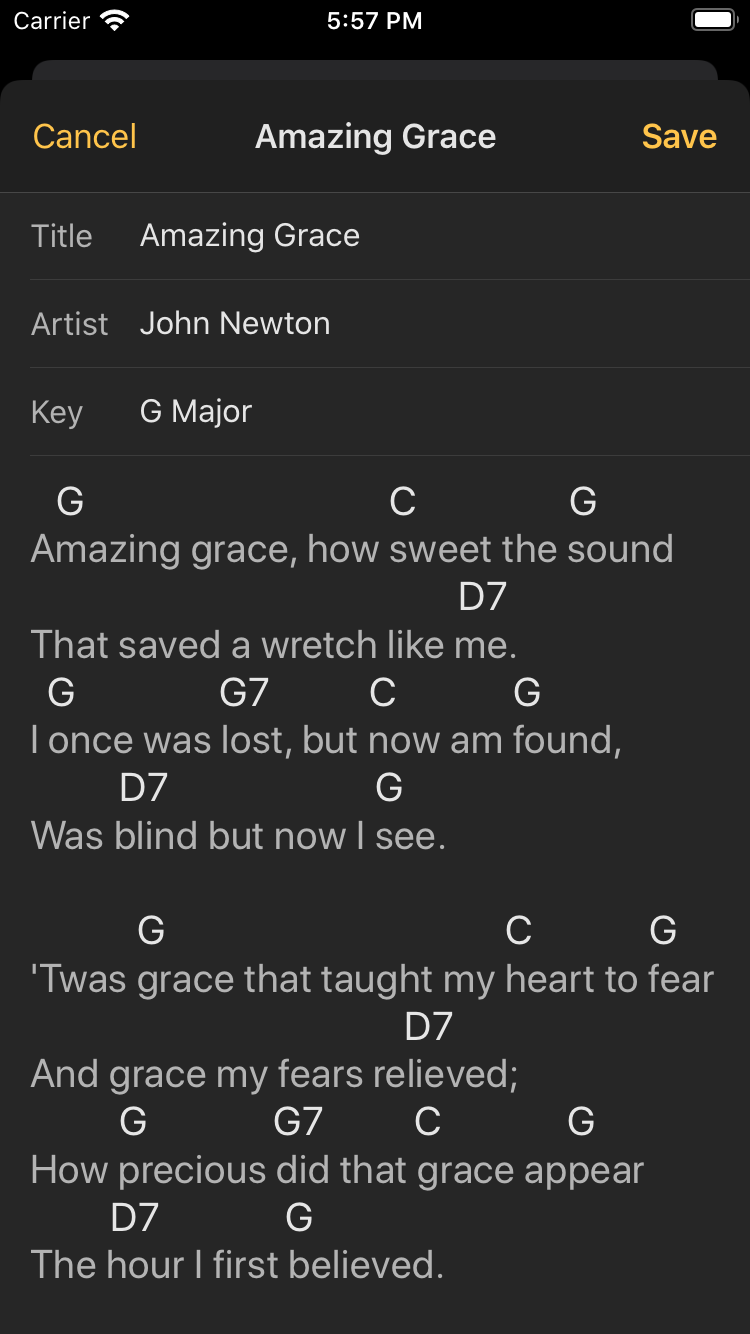 Carrier 5:57 PM
Cancel Amazing Grace Save
Title Amazing Grace
Artist John Newton
Key G Major
G C G
Amazing grace, how sweet the sound
D7
That saved a wretch like me.
G G7 C G
I once was lost, but now am found,
D7 G
Was blind but now I see.
G C G
'Twas grace that taught my heart to fear
D7
And grace my fears relieved;
G G7 C G
How precious did that grace appear
D7 G
The hour I first believed.